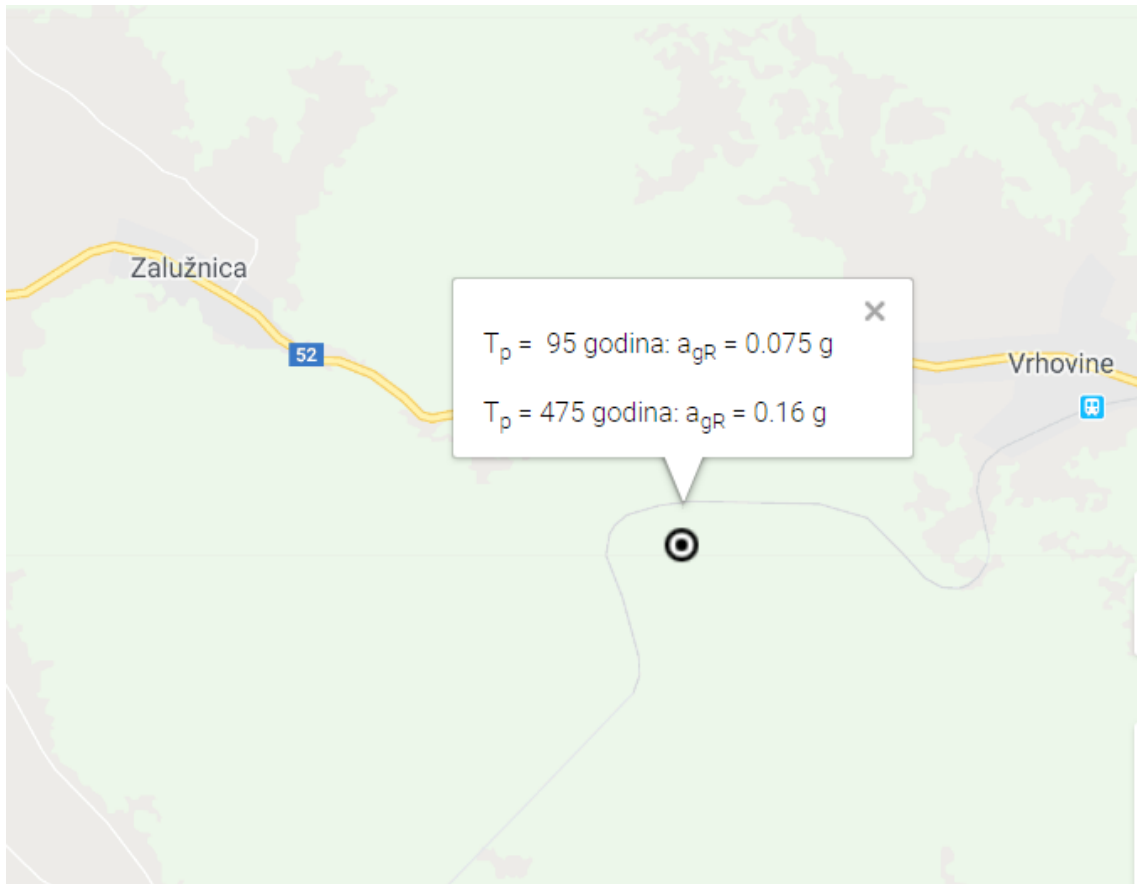 Zalužnica
52
×
T_p = 95 godina: a_gR = 0.075 g
T_p = 475 godina: a_gR = 0.16 g
Vrhovine